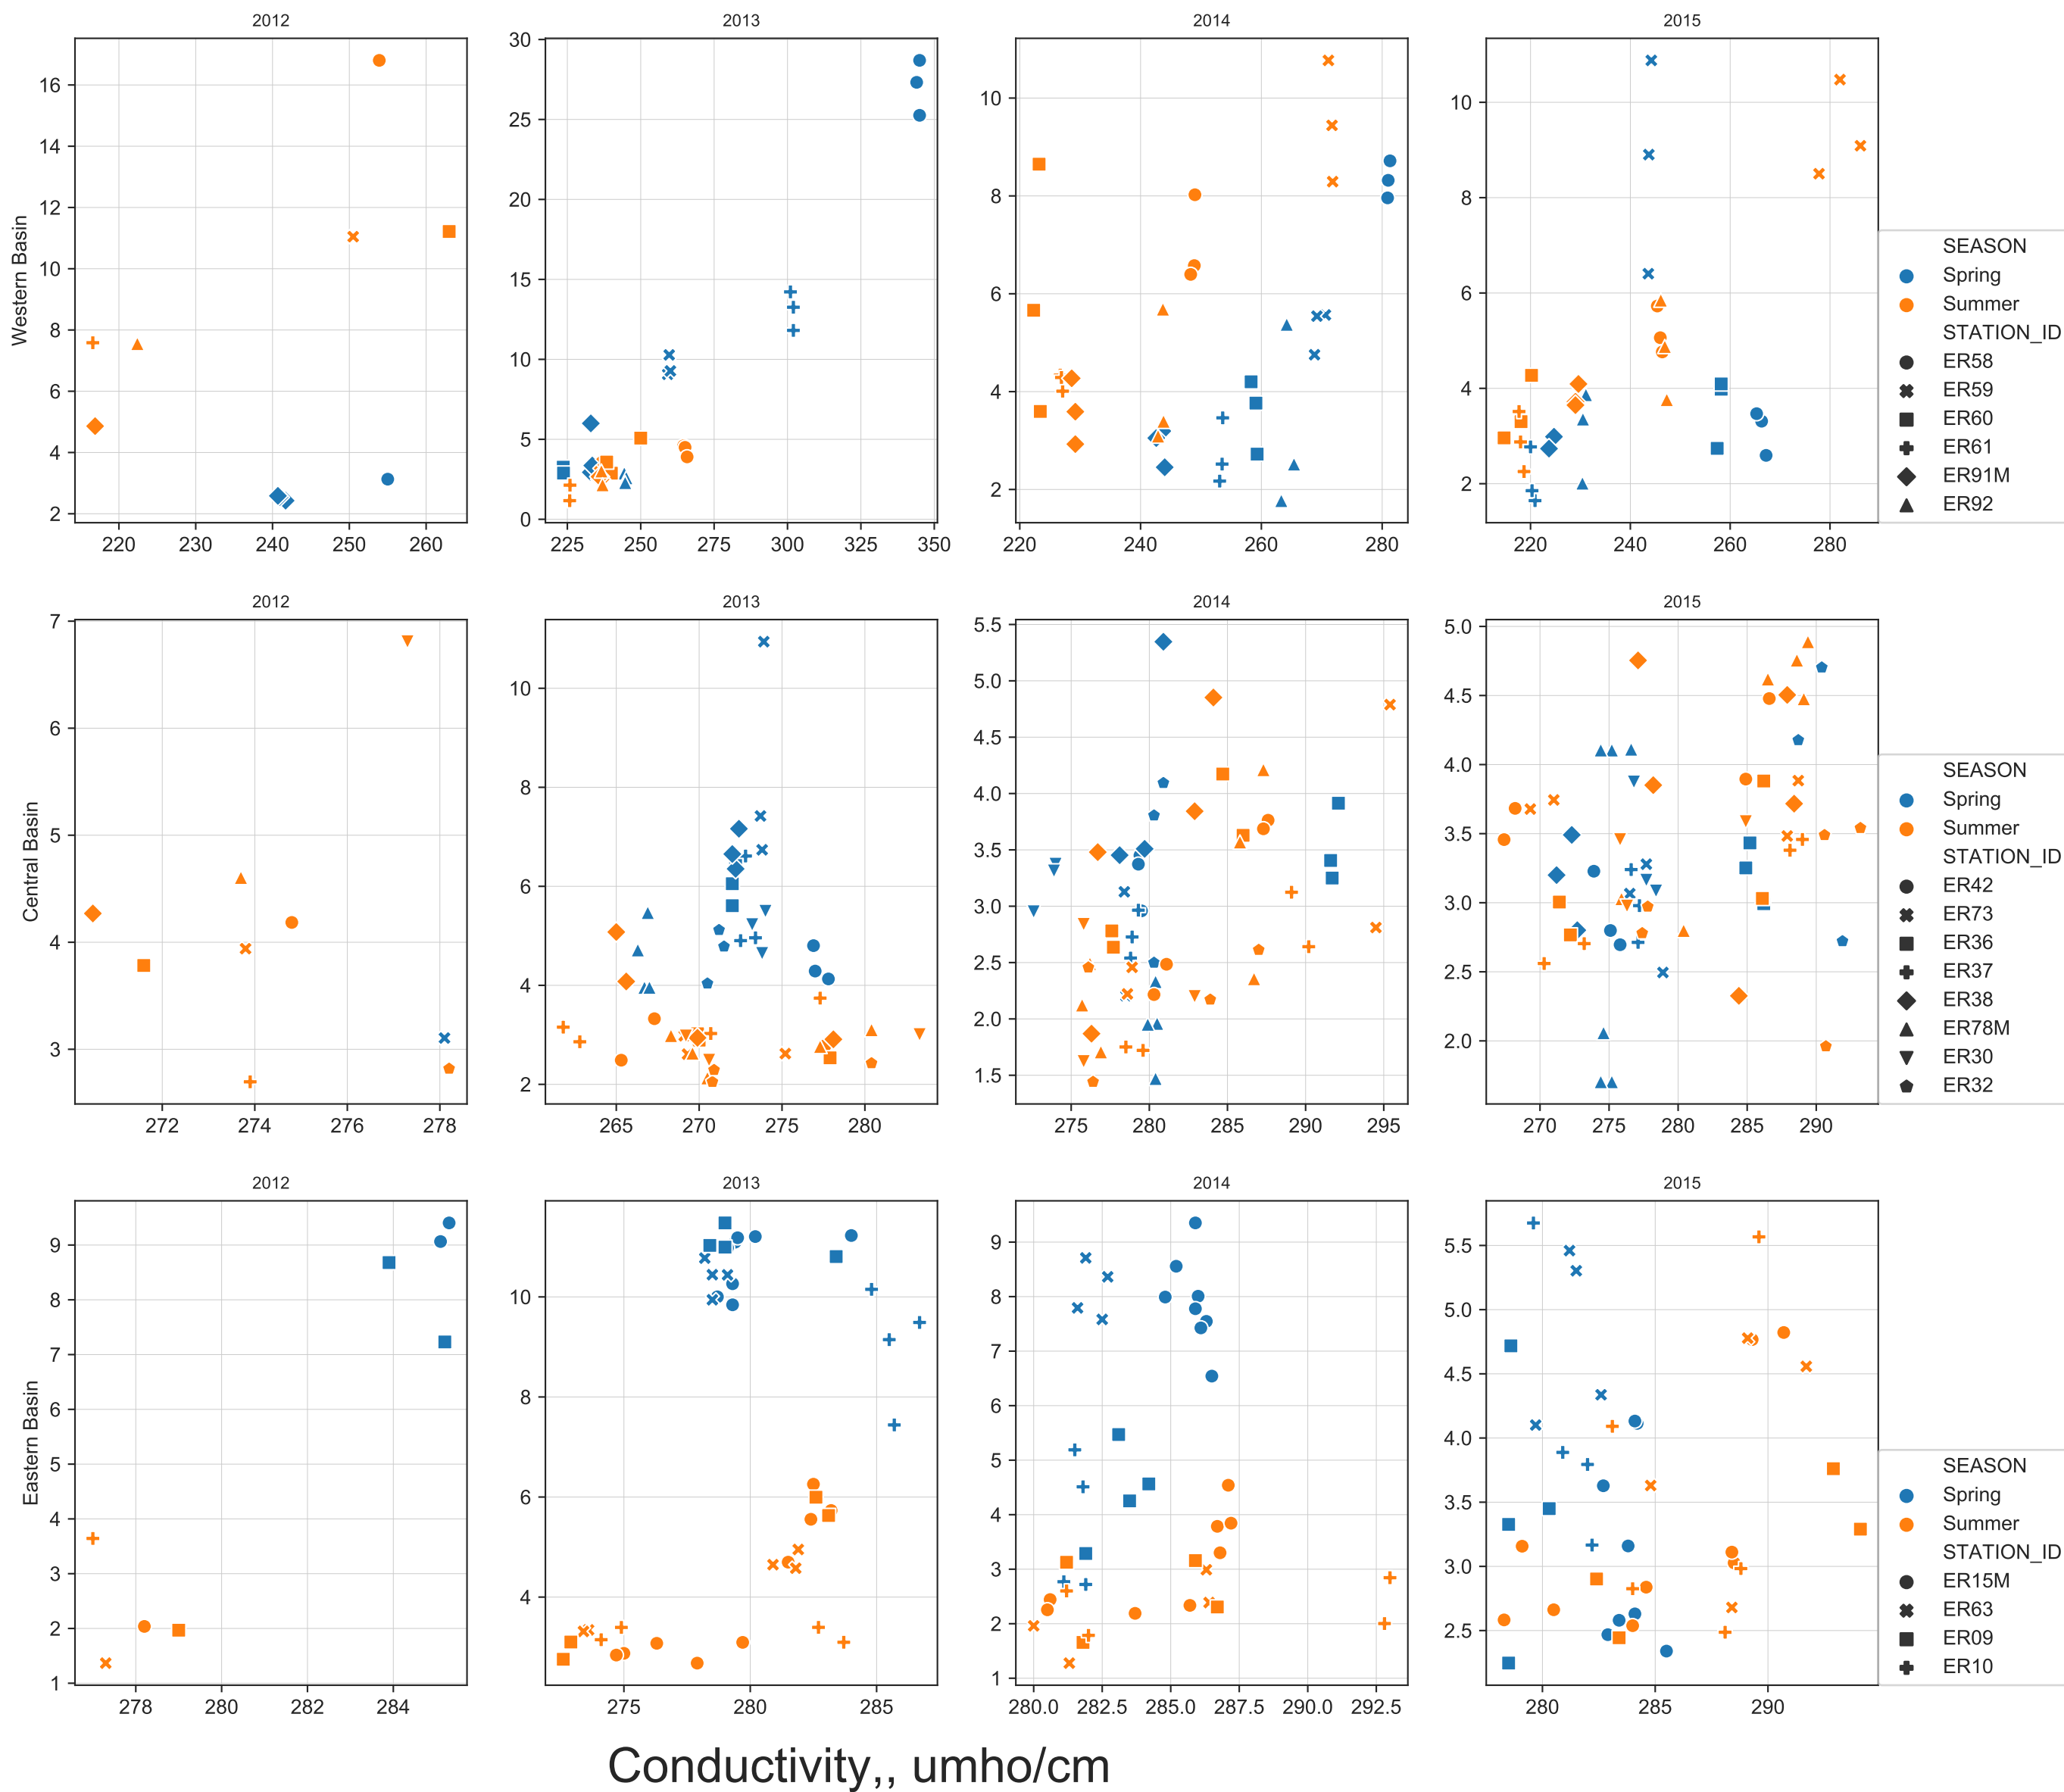 2012
2013
2014
2015
Western Basin
16
14
12
10
8
6
4
2
220 230 240 250 260
30
25
20
15
10
5
0
225 250 275 300 325 350
10
8
6
4
2
220 240 260 280
10
8
6
4
2
220 240 260 280
SEASON
Spring
Summer
STATION_ID
ER58
ER59
ER60
ER61
ER91M
ER92
2012
2013
2014
2015
Central Basin
7
6
5
4
3
272 274 276 278
10
8
6
4
2
265 270 275 280
5.5
5.0
4.5
4.0
3.5
3.0
2.5
2.0
1.5
275 280 285 290 295
5.0
4.5
4.0
3.5
3.0
2.5
2.0
270 275 280 285 290
SEASON
Spring
Summer
STATION_ID
ER42
ER73
ER36
ER37
ER38
ER78M
ER30
ER32
2012
2013
2014
2015
Eastern Basin
9
8
7
6
5
4
3
2
1
278 280 282 284
10
8
6
4
275 280 285
9
8
7
6
5
4
3
2
1
280.0 282.5 285.0 287.5 290.0 292.5
5.5
5.0
4.5
4.0
3.5
3.0
2.5
280 285 290
SEASON
Spring
Summer
STATION_ID
ER15M
ER63
ER09
ER10
Conductivity,, umho/cm